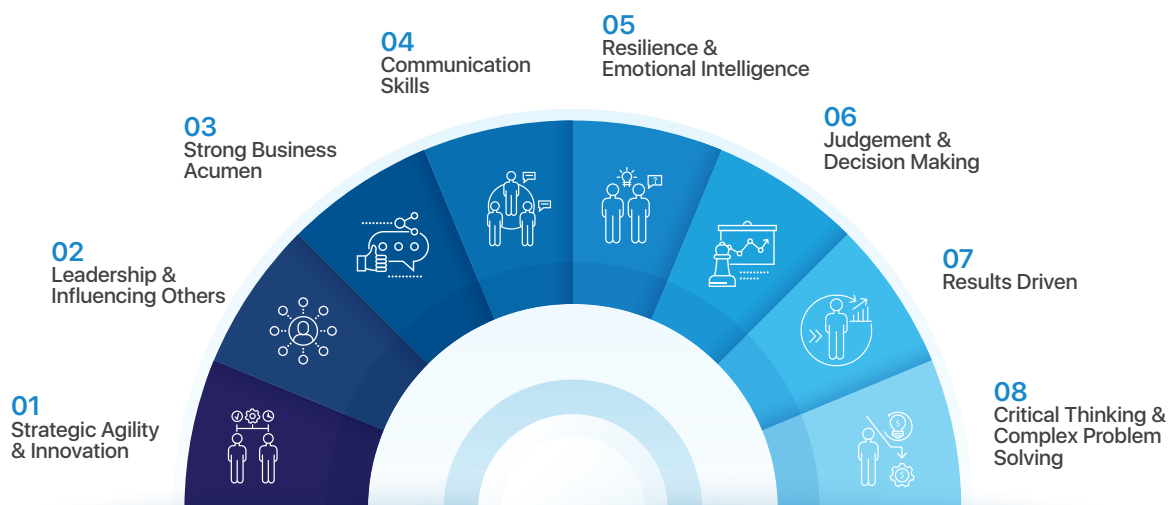 01
Strategic Agility
& Innovation
02
Leadership &
Influencing Others
03
Strong Business
Acumen
04
Communication
Skills
05
Resilience &
Emotional Intelligence
06
Judgement &
Decision Making
07
Results Driven
08
Critical Thinking &
Complex Problem
Solving